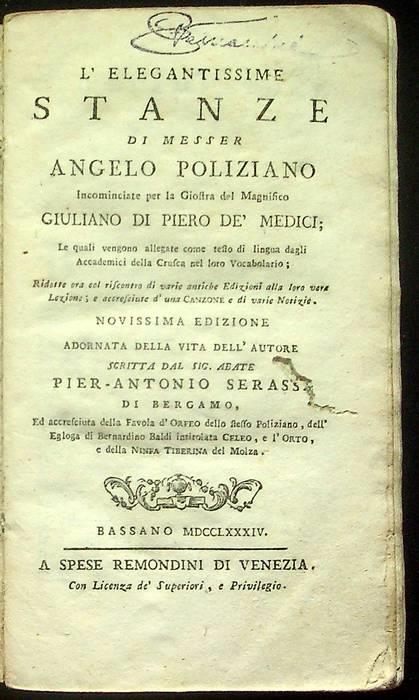 L' ELEGANTISSIME
STANZE
DI MESSER
ANGELO POLIZIANO
Incominciate per la Gioſtra del Magnifico
GIULIANO DI PIERO DE' MEDICI;
Le quali vengono allegate come teſto di lingua dagli
Accademici della Cruſca nel loro Vocabolario;
Ridotte ora col riſcontro di varie antiche Edizioni alla loro vera
Lezione; e accreſciute d' una CANZONE e di varie Notizie.
NOVISSIMA EDIZIONE
ADORNATA DELLA VITA DELL' AUTORE
SCRITTA DAL SIG. ABATE
PIER-ANTONIO SERASS
DI BERGAMO,
Ed accreſciuta della Favola d' ORFEO dello ſteſſo Poliziano, dell'
Egloga di Bernardino Baldi intitolata CELEO, e l' ORTO,
e della NINFA TIBERINA del Molza.
BASSANO MDCCLXXXIV.
A SPESE REMONDINI DI VENEZIA.
Con Licenza de' Superiori, e Privilegio.